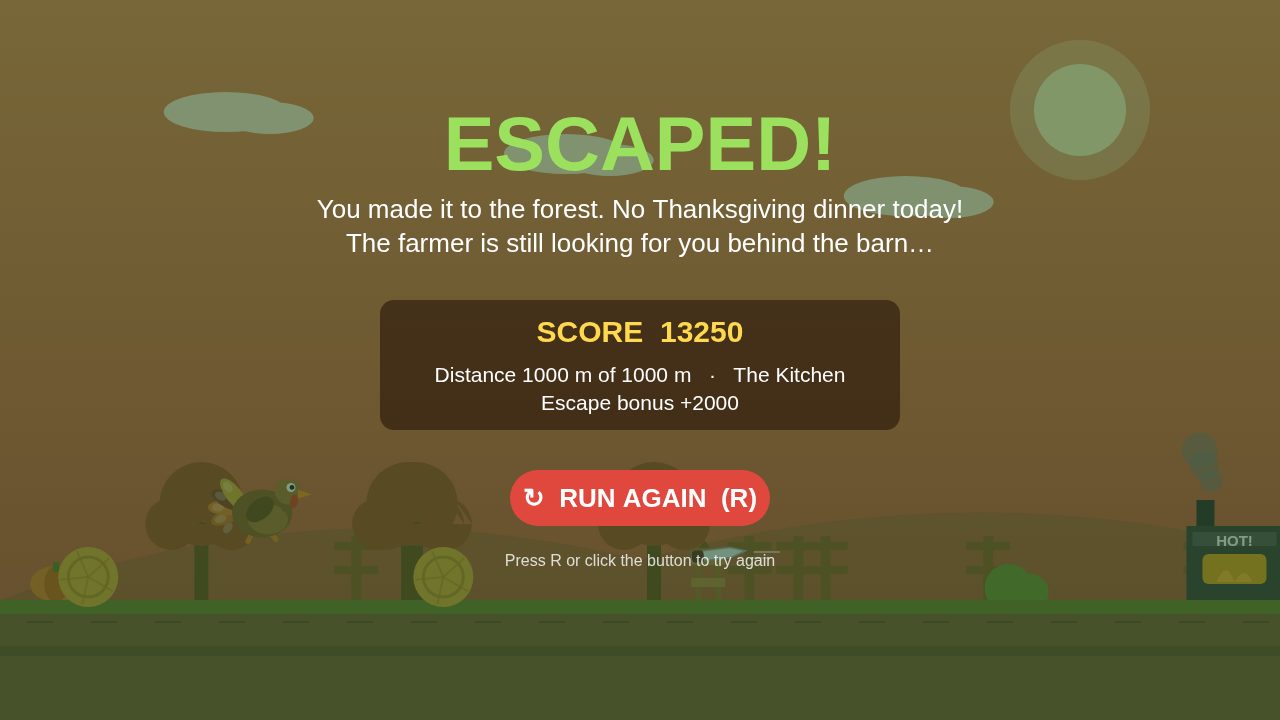 ESCAPED!
You made it to the forest. No Thanksgiving dinner today!
The farmer is still looking for you behind the barn…
SCORE 13250
Distance 1000 m of 1000 m · The Kitchen
Escape bonus +2000
↻ RUN AGAIN (R)
HOT!
Press R or click the button to try again